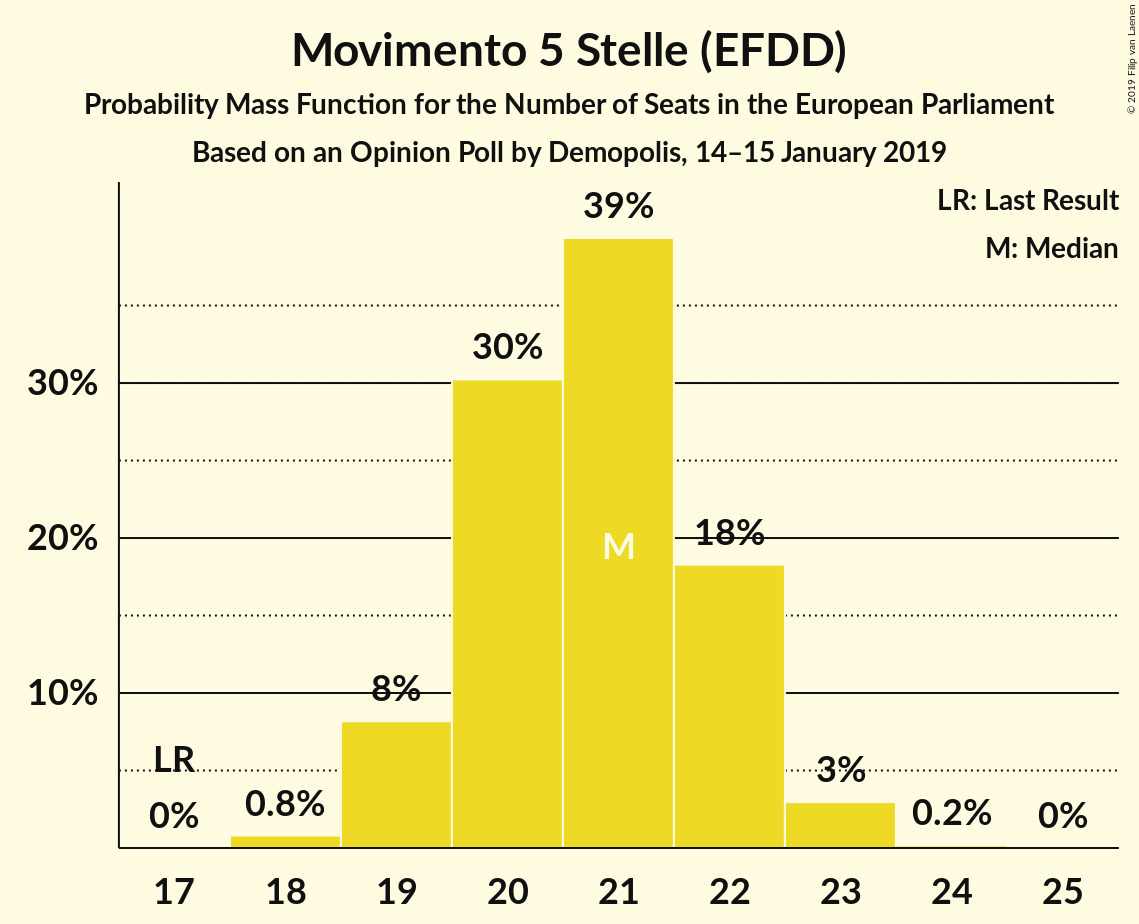 Movimento 5 Stelle (EFDD)
Probability Mass Function for the Number of Seats in the European Parliament
Based on an Opinion Poll by Demopolis, 14–15 January 2019
© 2019 Filip van Laenen
LR: Last Result
M: Median
39%
30%
30%
20%
18%
M
10%
8%
LR
3%
0%
0.8%
0.2%
0%
17 18 19 20 21 22 23 24 25